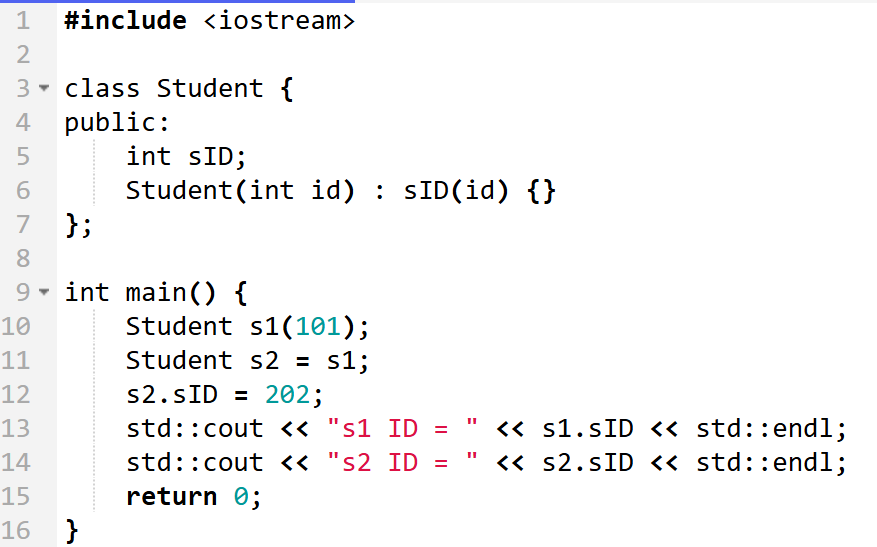 1 #include <iostream>
2
3 class Student {
4 public:
5     int sID;
6     Student(int id) : sID(id) {}
7 };
8
9 int main() {
10     Student s1(101);
11     Student s2 = s1;
12     s2.sID = 202;
13     std::cout << "s1 ID = " << s1.sID << std::endl;
14     std::cout << "s2 ID = " << s2.sID << std::endl;
15     return 0;
16 }